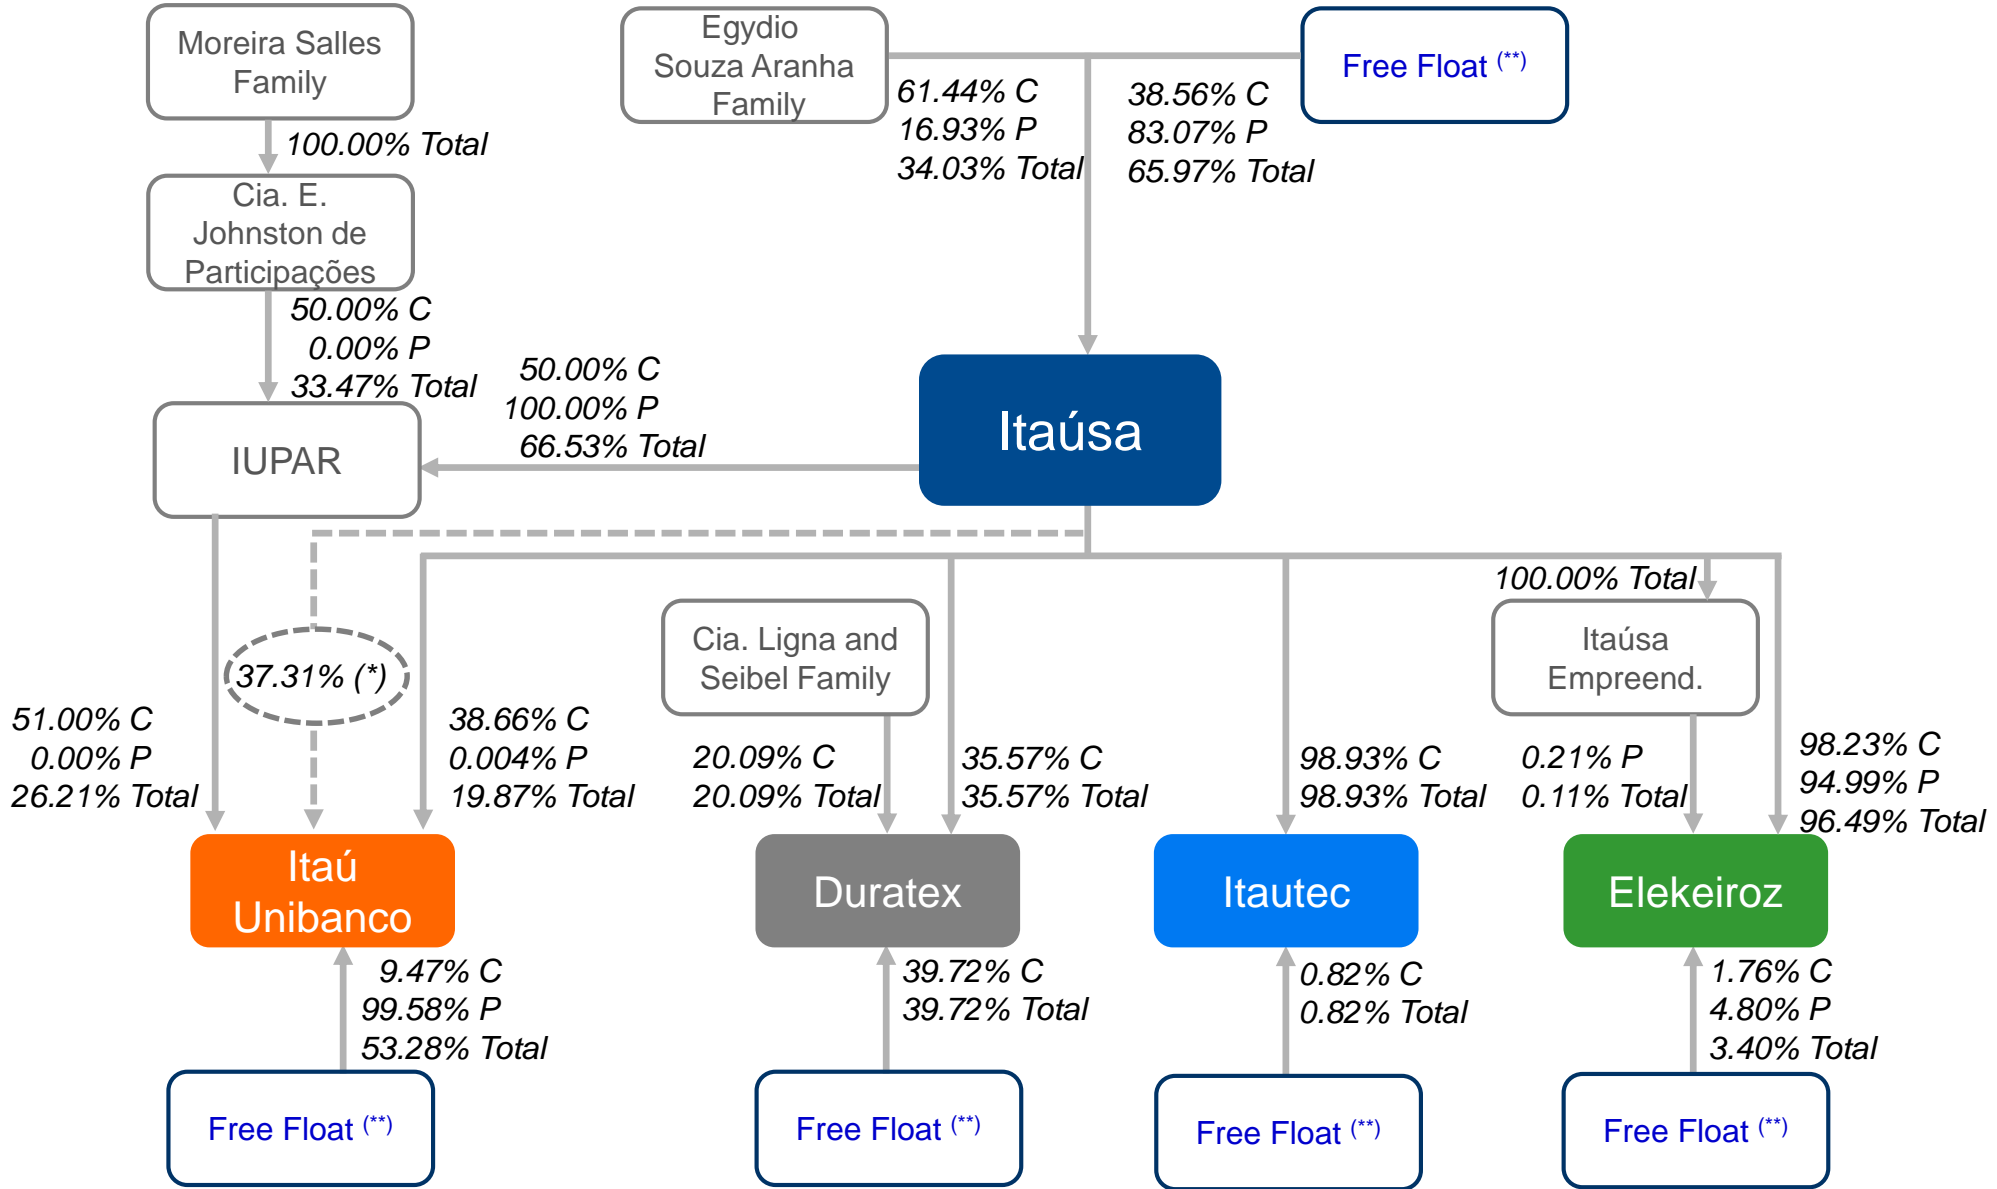 Moreira Salles
Family
Egydio
Souza Aranha
Family
Free Float (**)
61.44% C
16.93% P
34.03% Total
38.56% C
83.07% P
65.97% Total
100.00% Total
Cia. E.
Johnston de
Participações
50.00% C
0.00% P
33.47% Total
50.00% C
100.00% P
66.53% Total
Itaúsa
IUPAR
100.00% Total
Cia. Ligna and
Seibel Family
Itaúsa
Empreend.
37.31% (*)
51.00% C
0.00% P
26.21% Total
38.66% C
0.004% P
19.87% Total
20.09% C
20.09% Total
35.57% C
35.57% Total
98.93% C
98.93% Total
0.21% P
0.11% Total
98.23% C
94.99% P
96.49% Total
Itaú
Unibanco
Duratex
Itautec
Elekeiroz
9.47% C
99.58% P
53.28% Total
39.72% C
39.72% Total
0.82% C
0.82% Total
1.76% C
4.80% P
3.40% Total
Free Float (**)
Free Float (**)
Free Float (**)
Free Float (**)